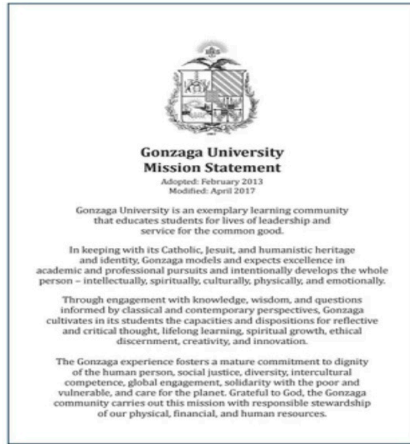 Gonzaga University
Mission Statement
Adopted: February 2013
Modified: April 2017
Gonzaga University is an exemplary learning community
that educates students for lives of leadership and
service for the common good.
In keeping with its Catholic, Jesuit, and humanistic heritage
and identity, Gonzaga models and expects excellence in
academic and professional pursuits and intentionally develops the whole
person – intellectually, spiritually, culturally, physically, and emotionally.
Through engagement with knowledge, wisdom, and questions
informed by classical and contemporary perspectives, Gonzaga
cultivates in its students the capacities and dispositions for reflective
and critical thought, lifelong learning, spiritual growth, ethical
discernment, creativity, and innovation.
The Gonzaga experience fosters a mature commitment to dignity
of the human person, social justice, diversity, intercultural
competence, global engagement, solidarity with the poor and
vulnerable, and care for the planet. Grateful to God, the Gonzaga
community carries out this mission with responsible stewardship
of our physical, financial, and human resources.